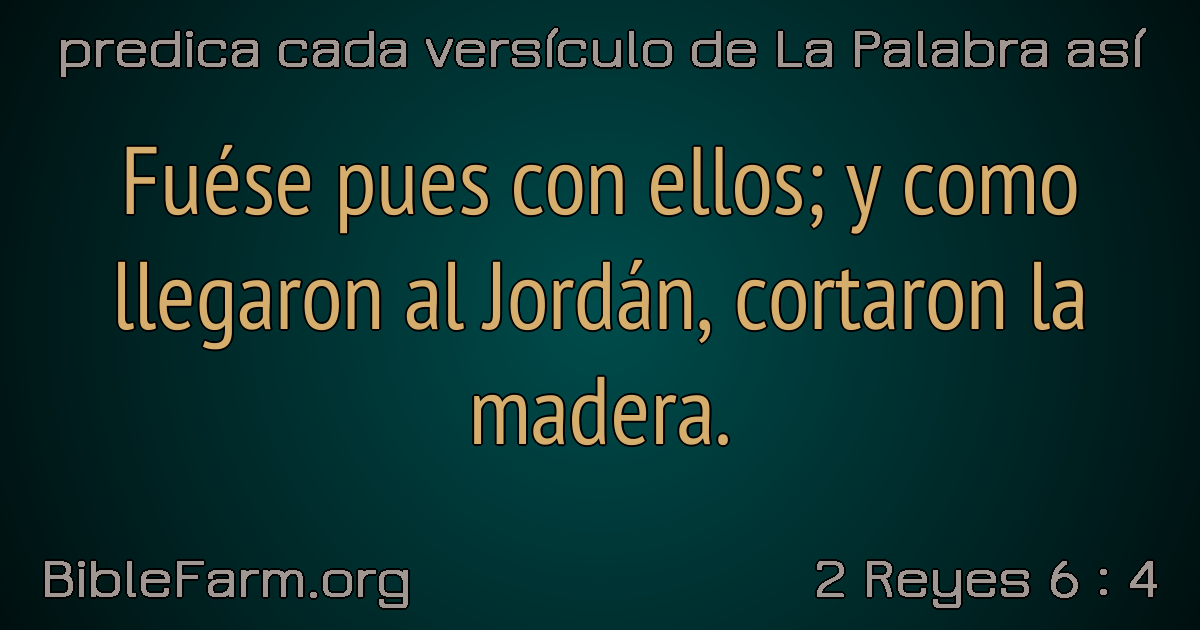 predica cada versículo de La Palabra así
Fuése pues con ellos; y como
llegaron al Jordán, cortaron la
madera.
BibleFarm.org
2 Reyes 6 : 4